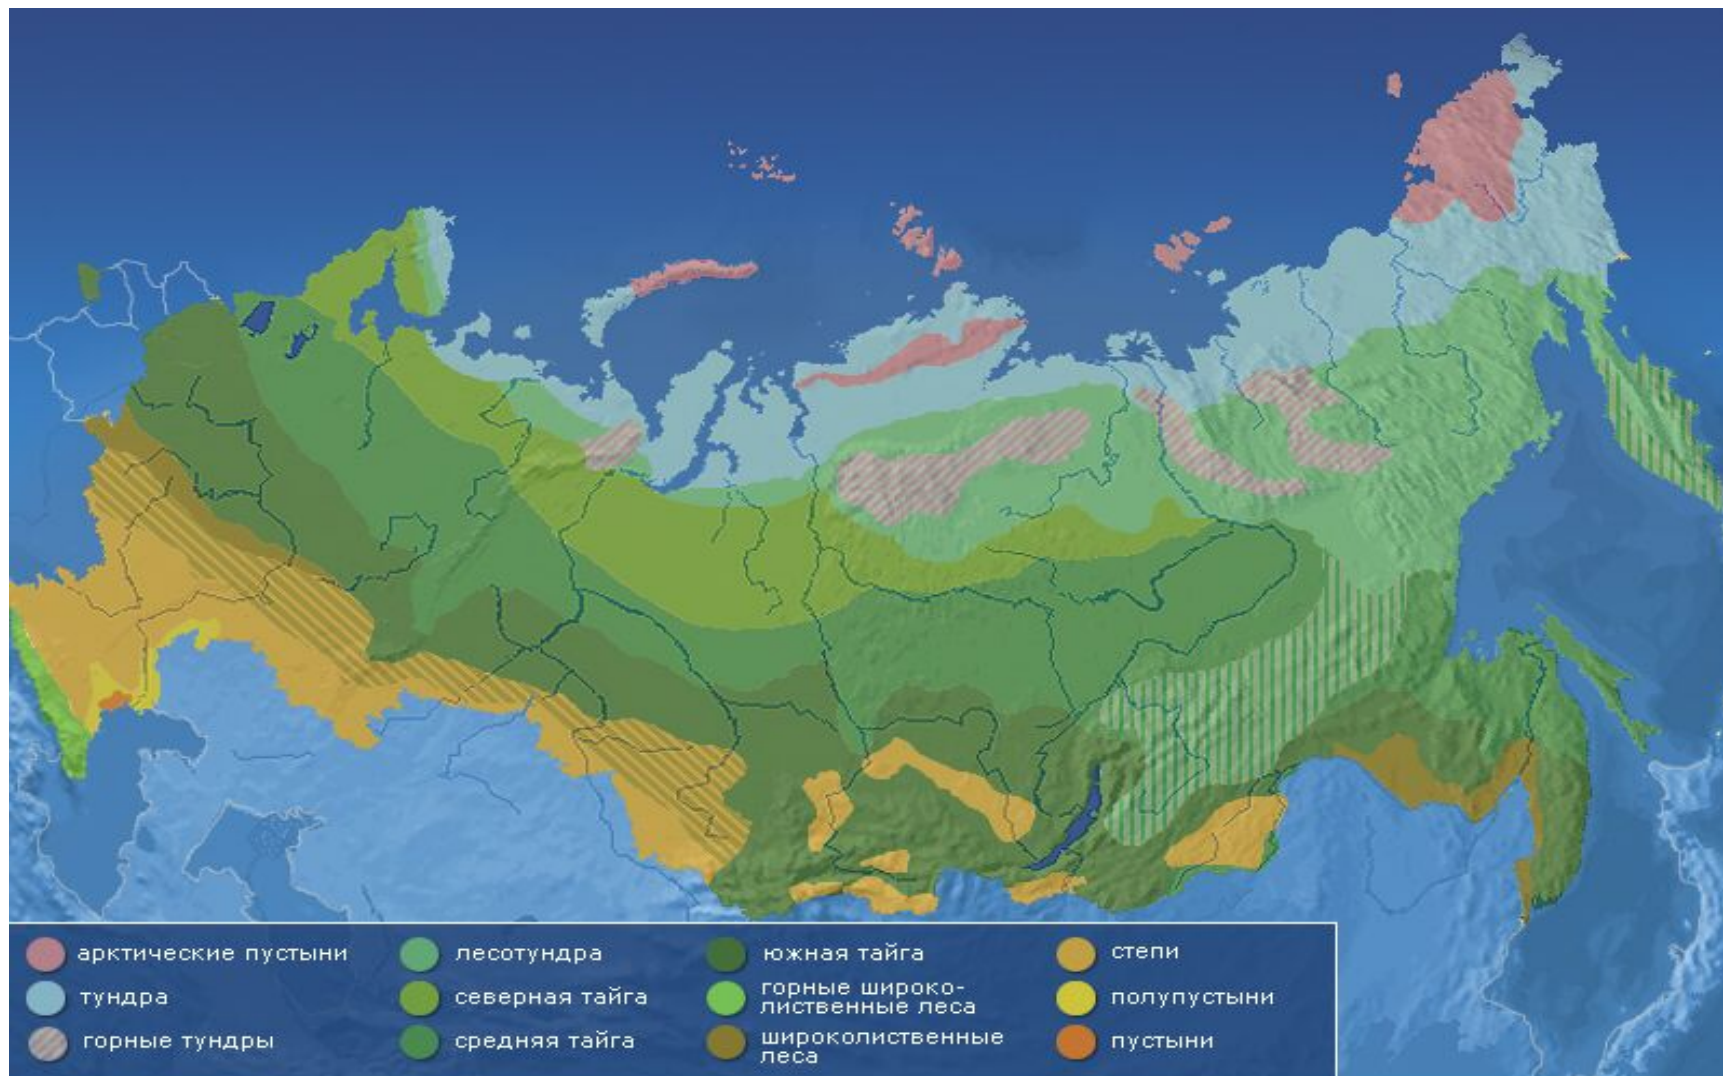 арктические пустыни
тундра
горные тундры
лесотундра
северная тайга
средняя тайга
южная тайга
горные широко-
лиственные леса
широколиственные
леса
степи
полупустыни
пустыни